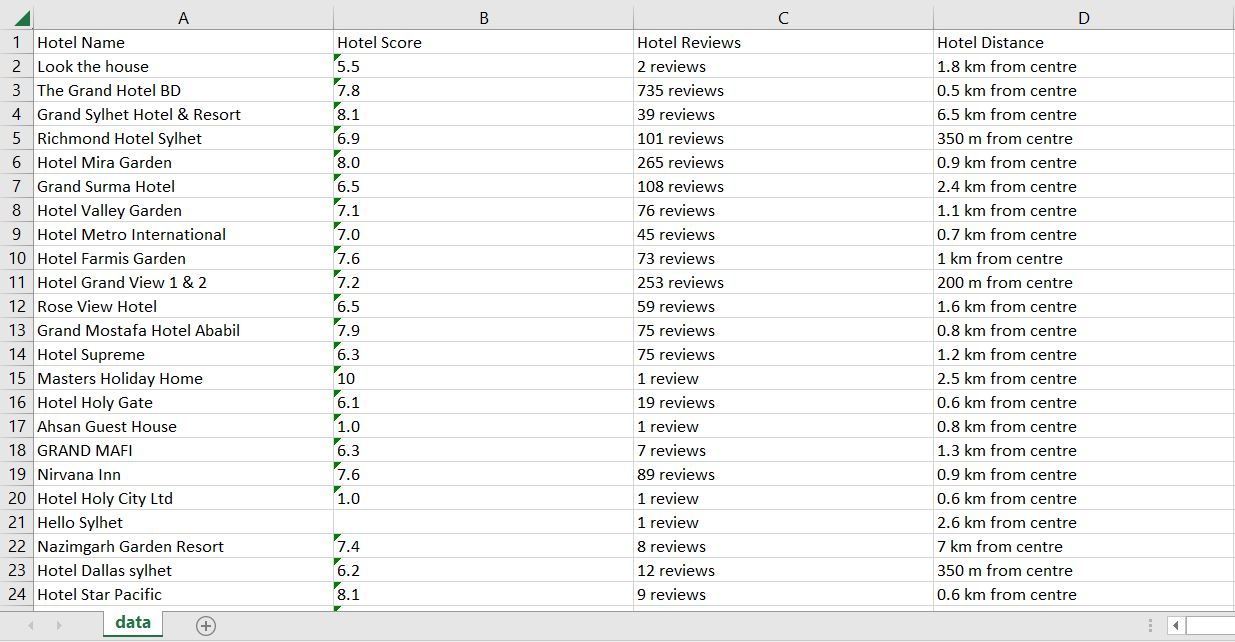 A B C D
1 Hotel Name Hotel Score Hotel Reviews Hotel Distance
2 Look the house 5.5 2 reviews 1.8 km from centre
3 The Grand Hotel BD 7.8 735 reviews 0.5 km from centre
4 Grand Sylhet Hotel & Resort 8.1 39 reviews 6.5 km from centre
5 Richmond Hotel Sylhet 6.9 101 reviews 350 m from centre
6 Hotel Mira Garden 8.0 265 reviews 0.9 km from centre
7 Grand Surma Hotel 6.5 108 reviews 2.4 km from centre
8 Hotel Valley Garden 7.1 76 reviews 1.1 km from centre
9 Hotel Metro International 7.0 45 reviews 0.7 km from centre
10 Hotel Farmis Garden 7.6 73 reviews 1 km from centre
11 Hotel Grand View 1 & 2 7.2 253 reviews 200 m from centre
12 Rose View Hotel 6.5 59 reviews 1.6 km from centre
13 Grand Mostafa Hotel Ababil 7.9 75 reviews 0.8 km from centre
14 Hotel Supreme 6.3 75 reviews 1.2 km from centre
15 Masters Holiday Home 10 1 review 2.5 km from centre
16 Hotel Holy Gate 6.1 19 reviews 0.6 km from centre
17 Ahsan Guest House 1.0 1 review 0.8 km from centre
18 GRAND MAFI 6.3 7 reviews 1.3 km from centre
19 Nirvana Inn 7.6 89 reviews 0.9 km from centre
20 Hotel Holy City Ltd 1.0 1 review 0.6 km from centre
21 Hello Sylhet 1 review 2.6 km from centre
22 Nazimgarh Garden Resort 7.4 8 reviews 7 km from centre
23 Hotel Dallas sylhet 6.2 12 reviews 350 m from centre
24 Hotel Star Pacific 8.1 9 reviews 0.6 km from centre
data